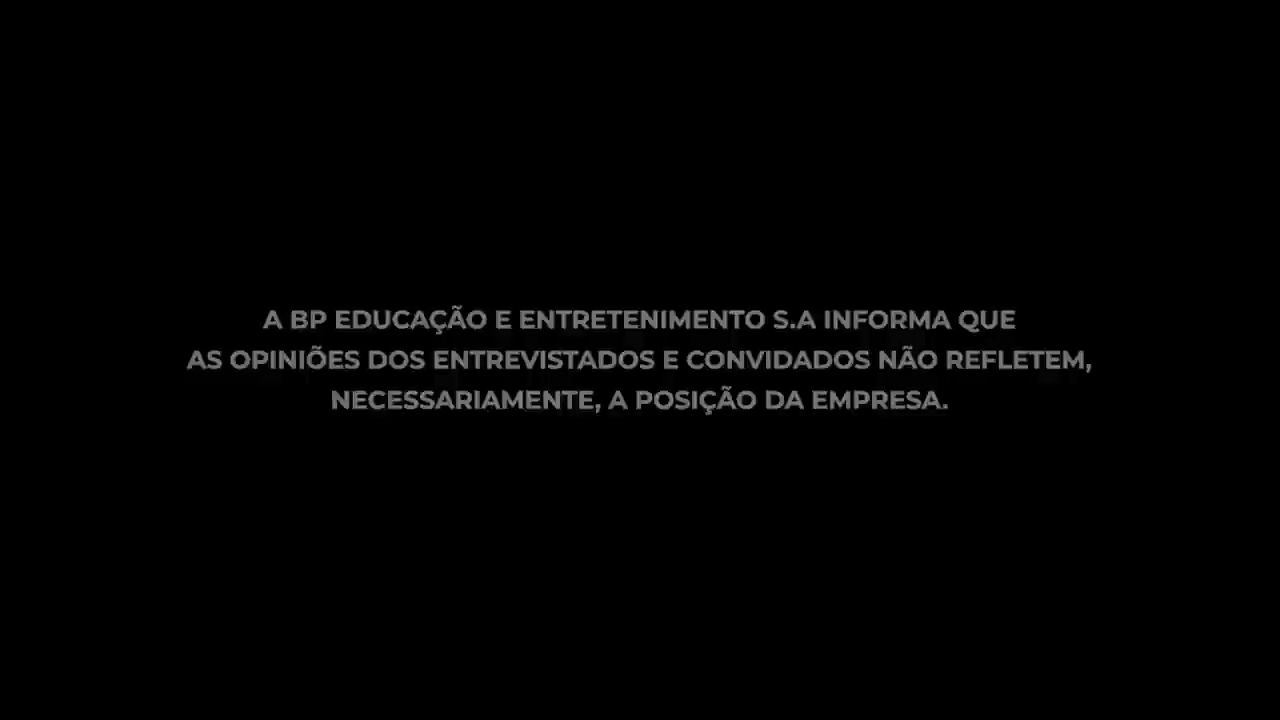 A BP EDUCAÇÃO E ENTRETENIMENTO S.A INFORMA QUE
AS OPINIÕES DOS ENTREVISTADOS E CONVIDADOS NÃO REFLETEM,
NECESSARIAMENTE, A POSIÇÃO DA EMPRESA.